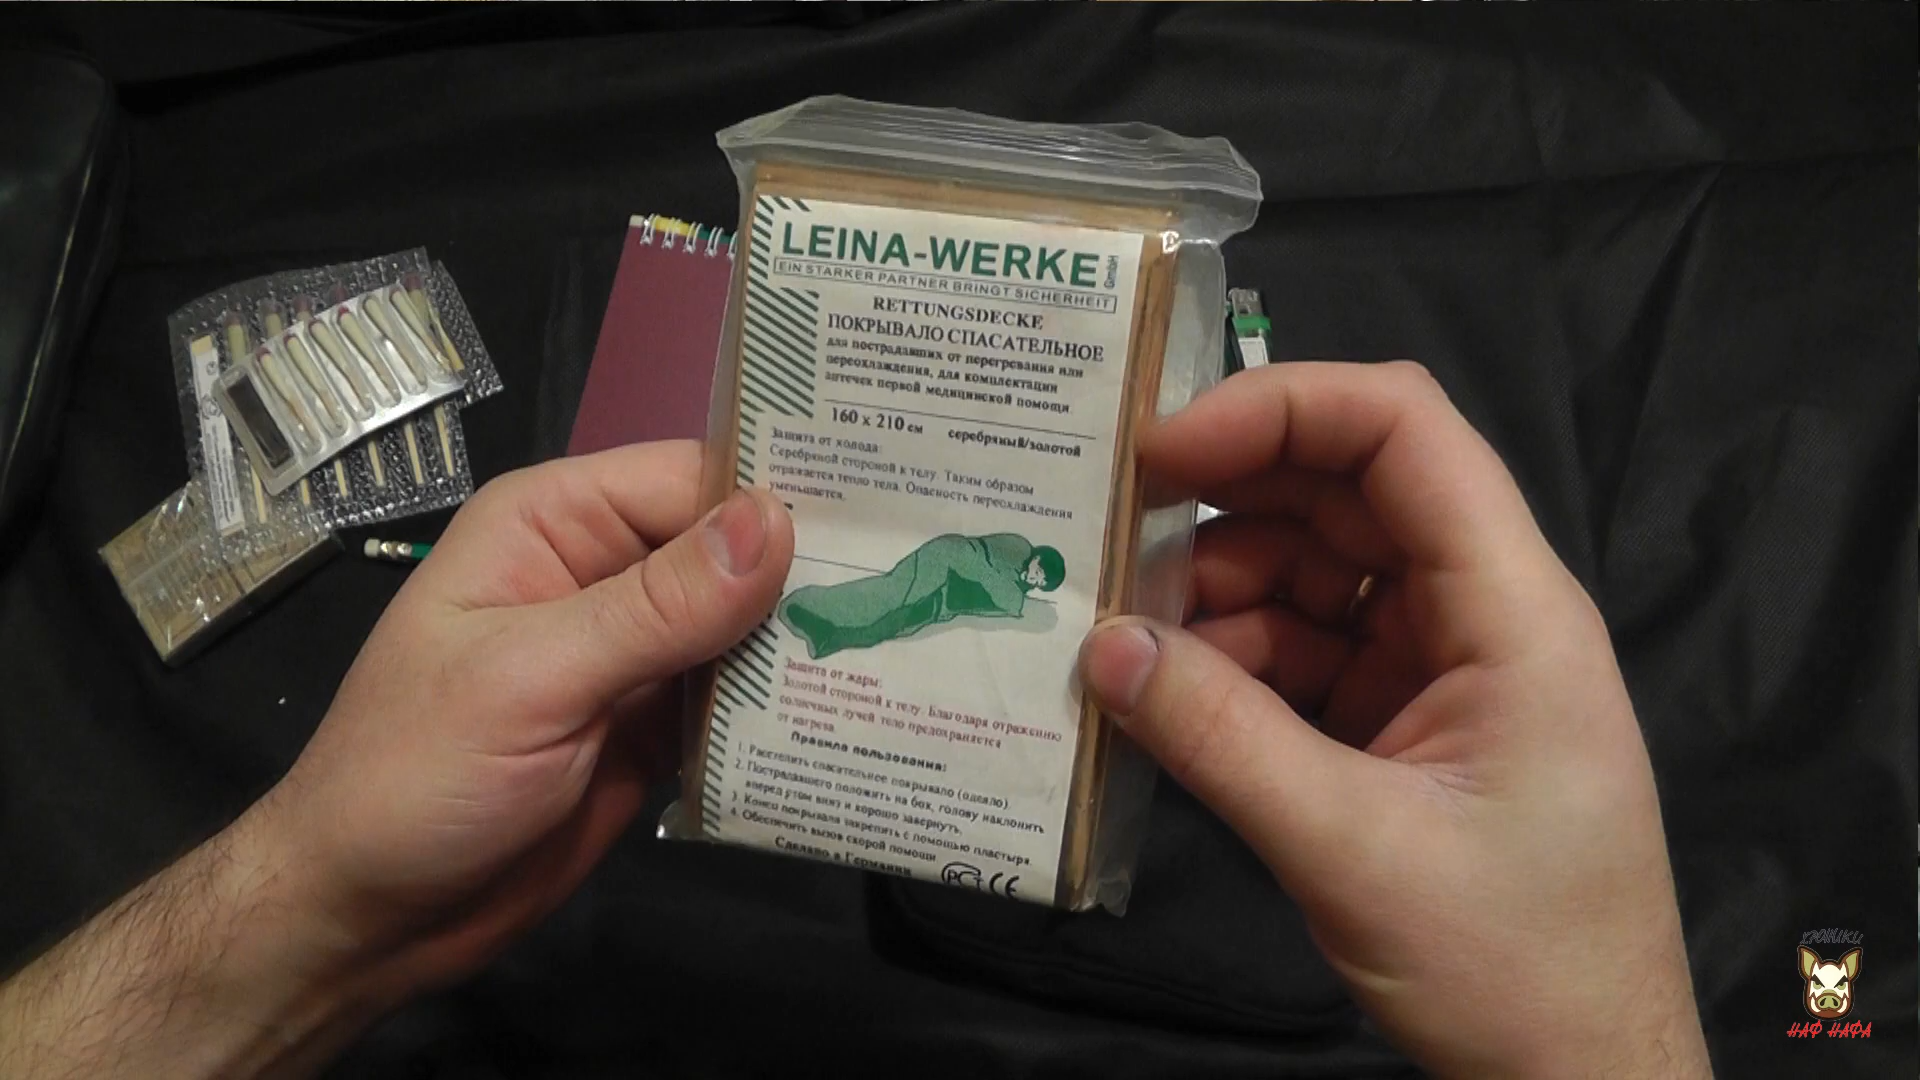 LEINA-WERKE GmbH
EIN STARKER PARTNER BRINGT SICHERHEIT
RETTUNGSDECKE
ПОКРЫВАЛО СПАСАТЕЛЬНОЕ
для пострадавших от перегревания или
переохлаждения, для комплектации
аптечек первой медицинской помощи.
160 x 210 см серебряный/золотой
Защита от холода:
Серебряной стороной к телу. Таким образом
отражается тепло тела. Опасность переохлаждения
уменьшается.
Защита от жары:
Золотой стороной к телу. Благодаря отражению
солнечных лучей тело предохраняется
от нагрева.
Правила пользования:
1. Расстелить спасательное покрывало (одеяло).
2. Пострадавшего положить на бок, голову наклонить
вперед ртом вниз и хорошо завернуть.
3. Концы покрывала закрепить с помощью пластыря.
4. Обеспечить вызов скорой помощи
Сделано в Германии
РСТ CE
ХРОНИКИ
НАФ НАФА